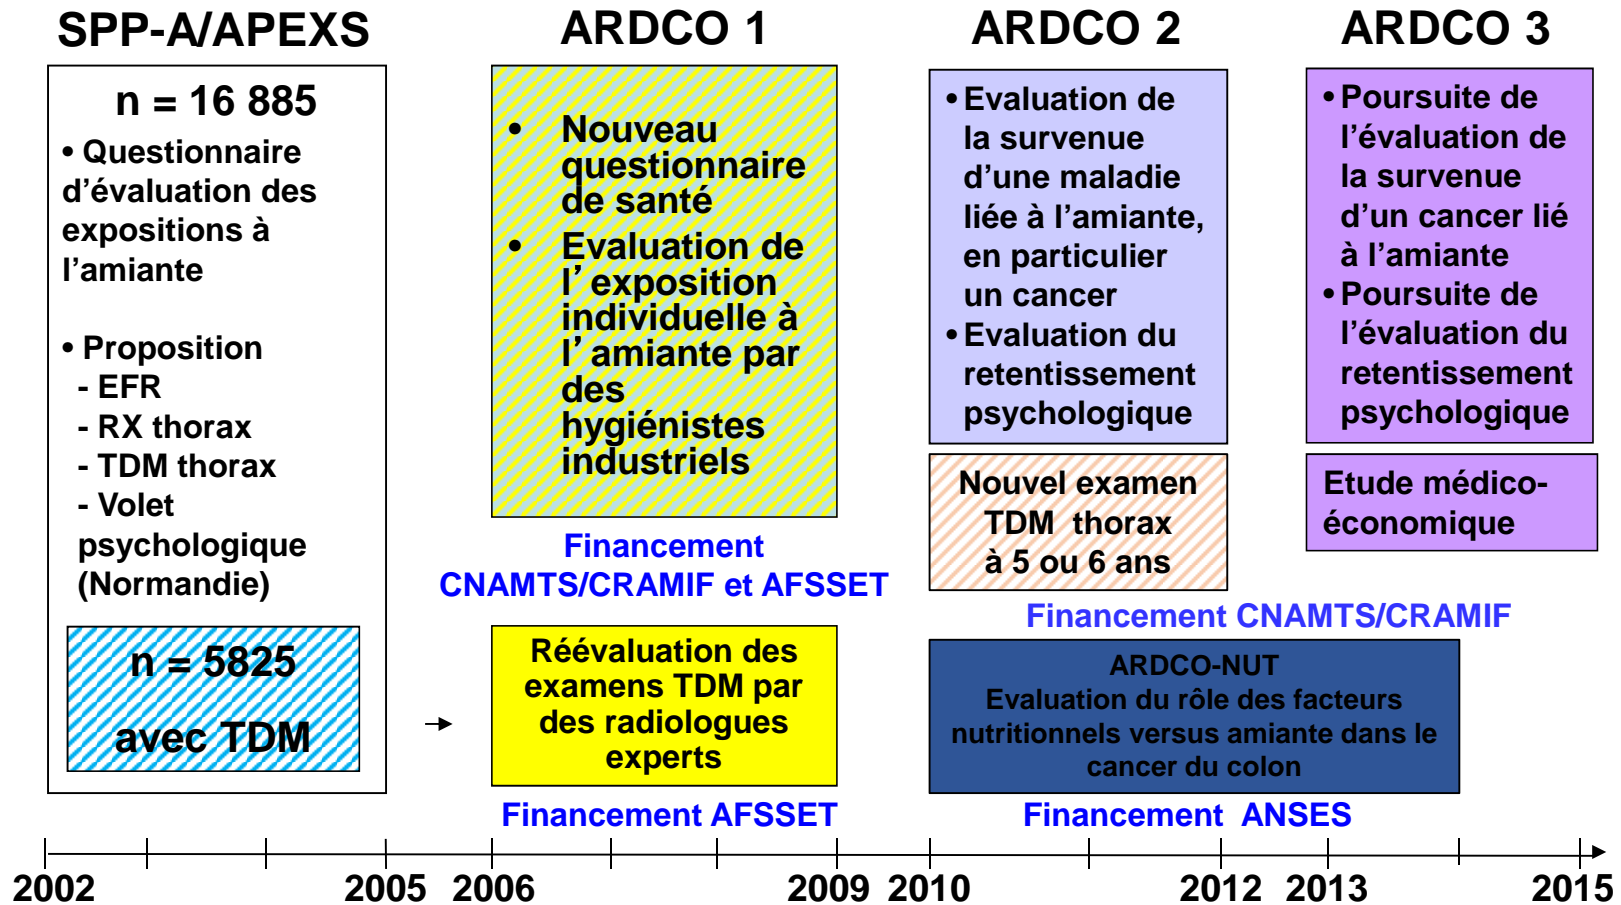 SPP-A/APEXS
n = 16 885
• Questionnaire
d’évaluation des
expositions à
l’amiante
• Proposition
- EFR
- RX thorax
- TDM thorax
- Volet
psychologique
(Normandie)
n = 5825
avec TDM
ARDCO 1
• Nouveau
questionnaire
de santé
• Evaluation de
l’ exposition
individuelle à
l’ amiante par
des
hygiénistes
industriels
Financement
CNAMTS/CRAMIF et AFSSET
Réévaluation des
examens TDM par
des radiologues
experts
Financement AFSSET
ARDCO 2
• Evaluation de
la survenue
d’une maladie
liée à l’amiante,
en particulier
un cancer
• Evaluation du
retentissement
psychologique
Nouvel examen
TDM thorax
à 5 ou 6 ans
ARDCO 3
• Poursuite de
l’évaluation de
la survenue
d’un cancer lié
à l’amiante
• Poursuite de
l’évaluation du
retentissement
psychologique
Etude médico-
économique
Financement CNAMTS/CRAMIF
ARDCO-NUT
Evaluation du rôle des facteurs
nutritionnels versus amiante dans le
cancer du colon
Financement ANSES
2002 2005 2006 2009 2010 2012 2013 2015